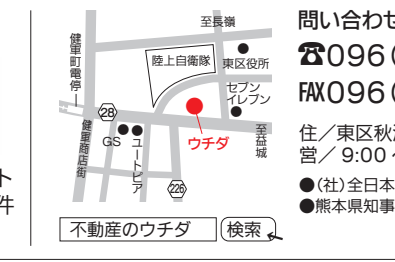 至長嶺
健軍町電停
陸上自衛隊
東区役所
セブン
イレブン
28
健軍商店街
GS
ユートピア
ウチダ
至益城
226
不動産のウチダ
検索
ト
件
問い合わせ
☎096(
FAX096(
住／東区秋
営／9:00～
●(社)全日本
●熊本県知事